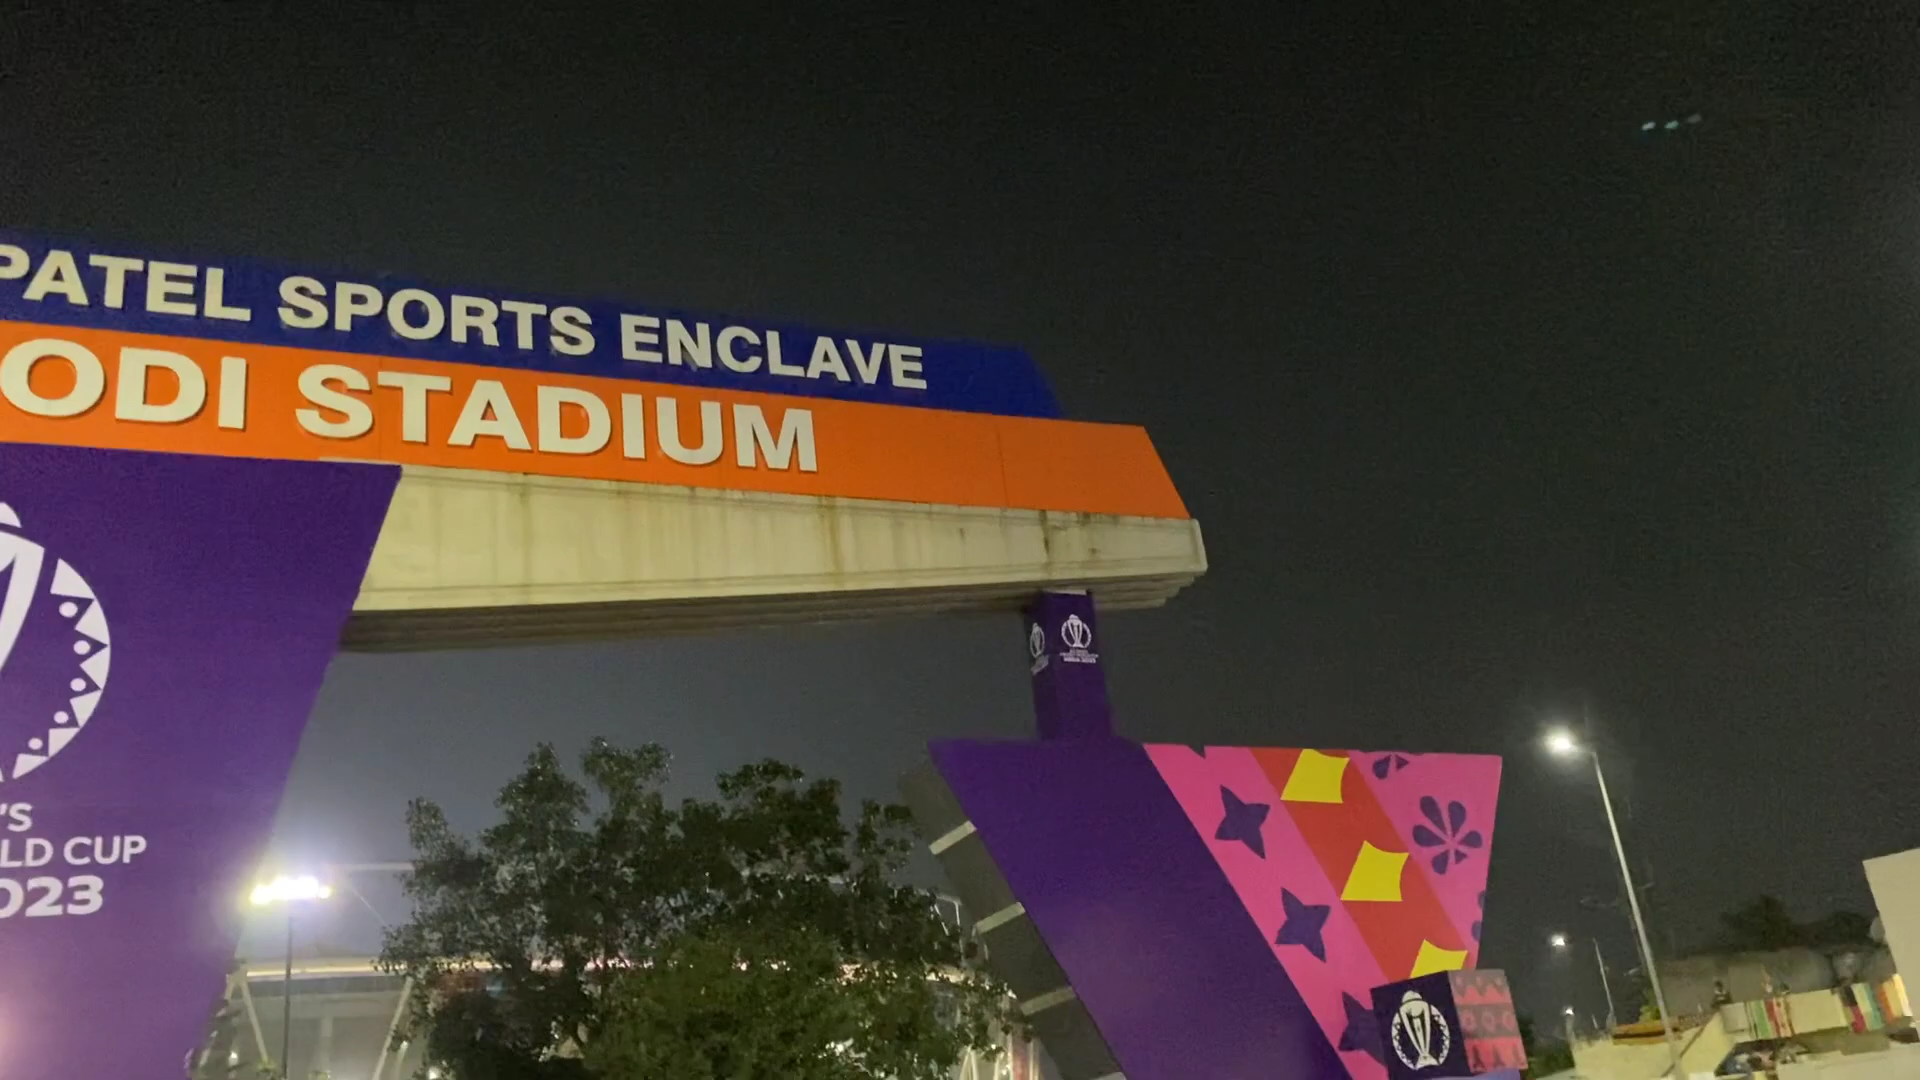 PATEL SPORTS ENCLAVE
ODI STADIUM
'S
LD CUP
023